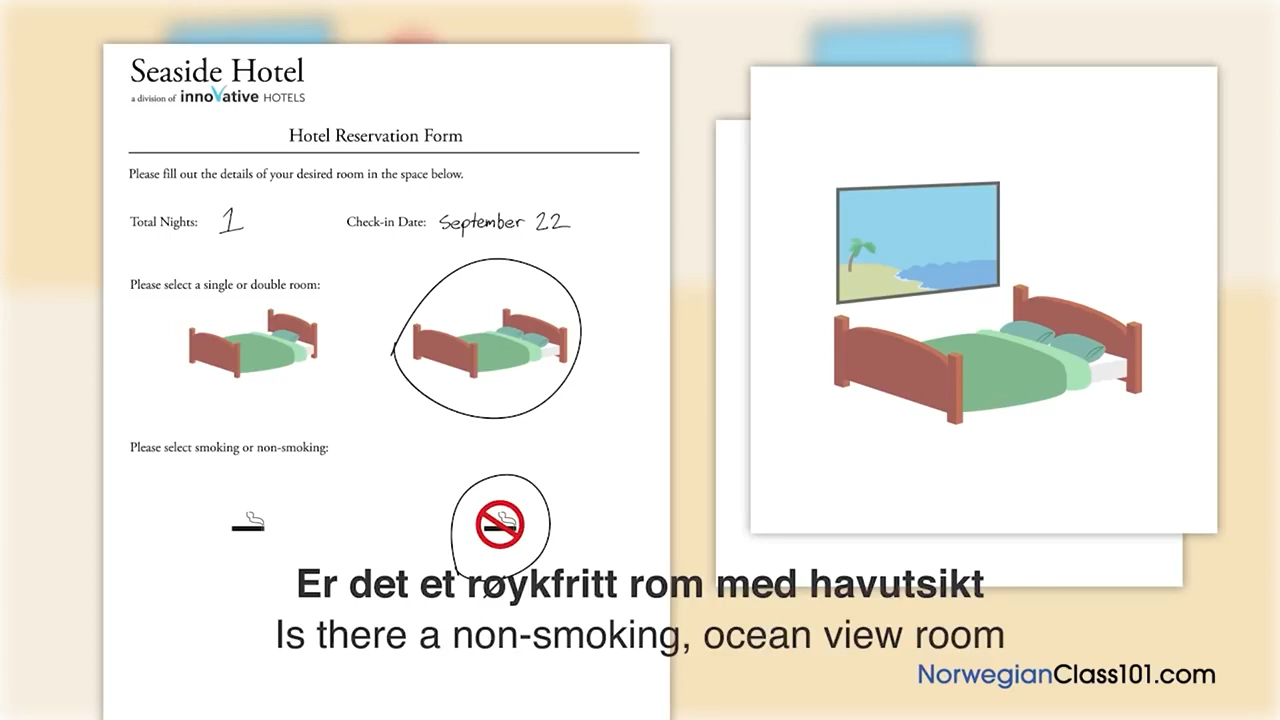 Seaside Hotel
a division of innoVative HOTELS
Hotel Reservation Form
Please fill out the details of your desired room in the space below.
Total Nights: 1 Check-in Date: September 22
Please select a single or double room:
Please select smoking or non-smoking:
Er det et røykfritt rom med havutsikt
Is there a non-smoking, ocean view room
NorwegianClass101.com